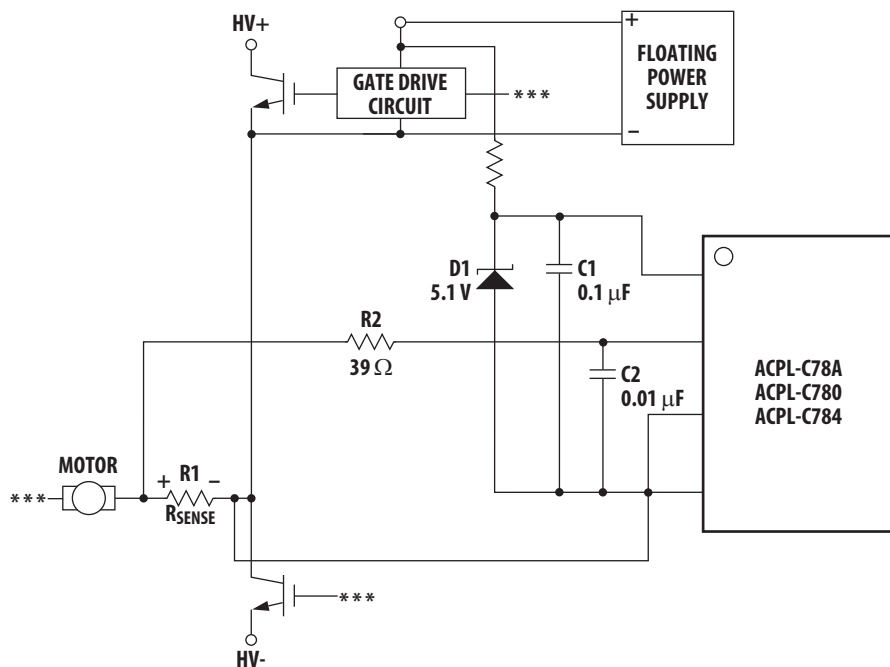 HV+
+
FLOATING
POWER
SUPPLY
GATE DRIVE
CIRCUIT
***
−
D1
5.1 V
C1
0.1 μF
R2
39 Ω
C2
0.01 μF
ACPL-C78A
ACPL-C780
ACPL-C784
MOTOR
***
+ R1 −
RSENSE
***
HV-